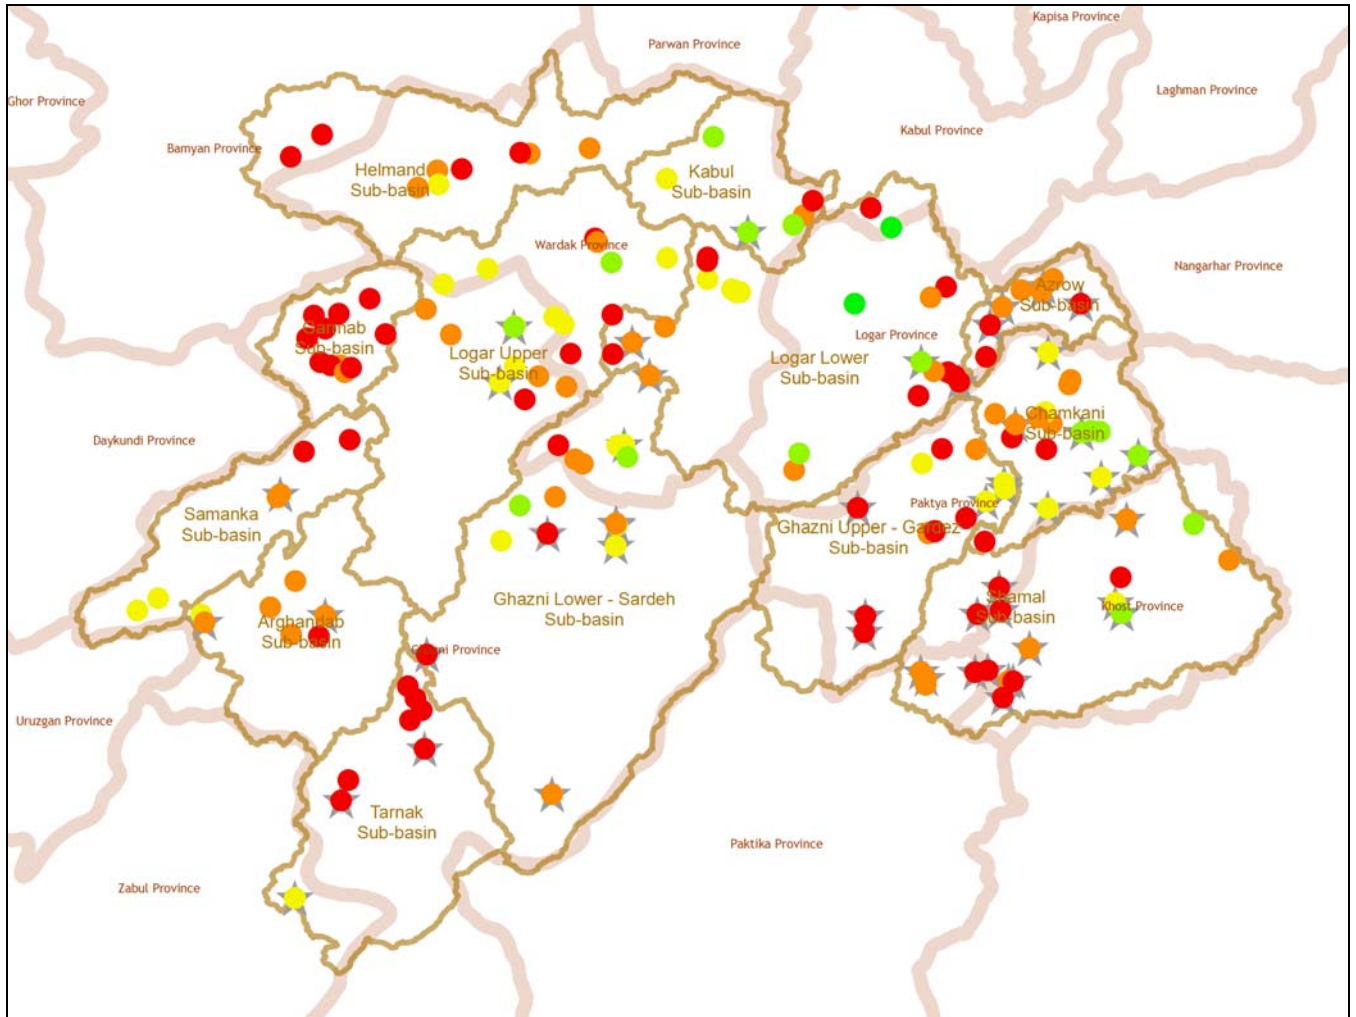 Kapisa Province
Parwan Province
Laghman Province
Ghor Province
Kabul Province
Bamyan Province
Helmand
Sub-basin
Kabul
Sub-basin
Wardak Province
Nangarhar Province
Azrow
Sub-basin
Garmab
Sub-basin
Logar Province
Logar Upper
Sub-basin
Logar Lower
Sub-basin
Chamkani
Sub-basin
Daykundi Province
Paktya Province
Samanka
Sub-basin
Ghazni Upper - Gardez
Sub-basin
Ghazni Lower - Sardeh
Sub-basin
Shamal
Sub-basin
Khost Province
Arghandab
Sub-basin
Ghazni Province
Uruzgan Province
Tarnak
Sub-basin
Paktika Province
Zabul Province